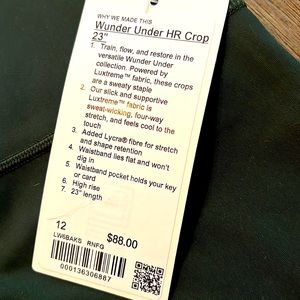 WHY WE MADE THIS
Wunder Under HR Crop
23"
1. Train, flow, and restore in the
versatile Wunder Under
collection. Powered by
Luxtreme™ fabric, these crops
are a sweaty staple
2. Our slick and supportive
Luxtreme™ fabric is
sweat-wicking, four-way
stretch, and feels cool to the
touch
3. Added Lycra® fibre for stretch
and shape retention
4. Waistband lies flat and won't
dig in
5. Waistband pocket holds your key
or card
6. High rise
7. 23" length
12
$88.00
LW6BAKS RNFG
000136306887